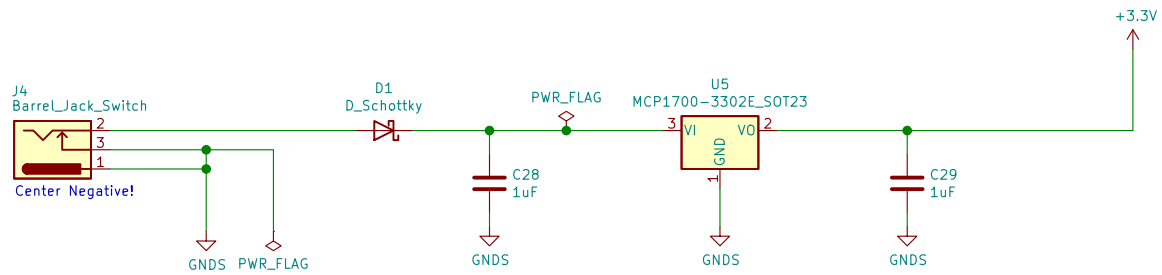 +3.3V
J4
Barrel_Jack_Switch
2
3
1
Center Negative!
GNDS
PWR_FLAG
D1
D_Schottky
C28
1uF
GNDS
PWR_FLAG
U5
MCP1700-3302E_SOT23
3
VI
VO
2
GND
1
GNDS
C29
1uF
GNDS